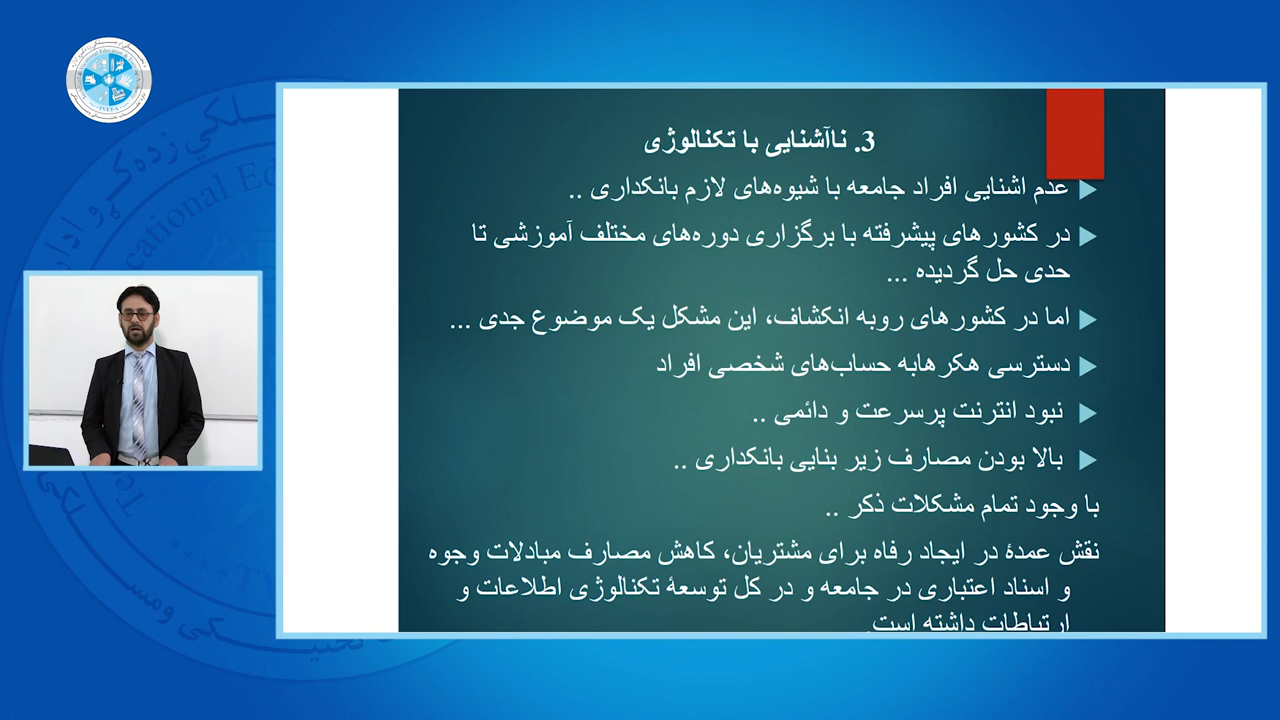 3. ناآشنایی با تکنالوژی
عدم اشنایی افراد جامعه با شیوه‌های لازم بانکداری ..
در کشورهای پیشرفته با برگزاری دوره‌های مختلف آموزشی تا
حدی حل گردیده ...
اما در کشورهای روبه انکشاف، این مشکل یک موضوع جدی ...
دسترسی هکرهابه حساب‌های شخصی افراد
نبود انترنت پرسرعت و دائمی ..
بالا بودن مصارف زیر بنایی بانکداری ..
با وجود تمام مشکلات ذکر ..
نقش عمدهٔ در ایجاد رفاه برای مشتریان، کاهش مصارف مبادلات وجوه
و اسناد اعتباری در جامعه و در کل توسعهٔ تکنالوژی اطلاعات و
ارتباطات داشته است.